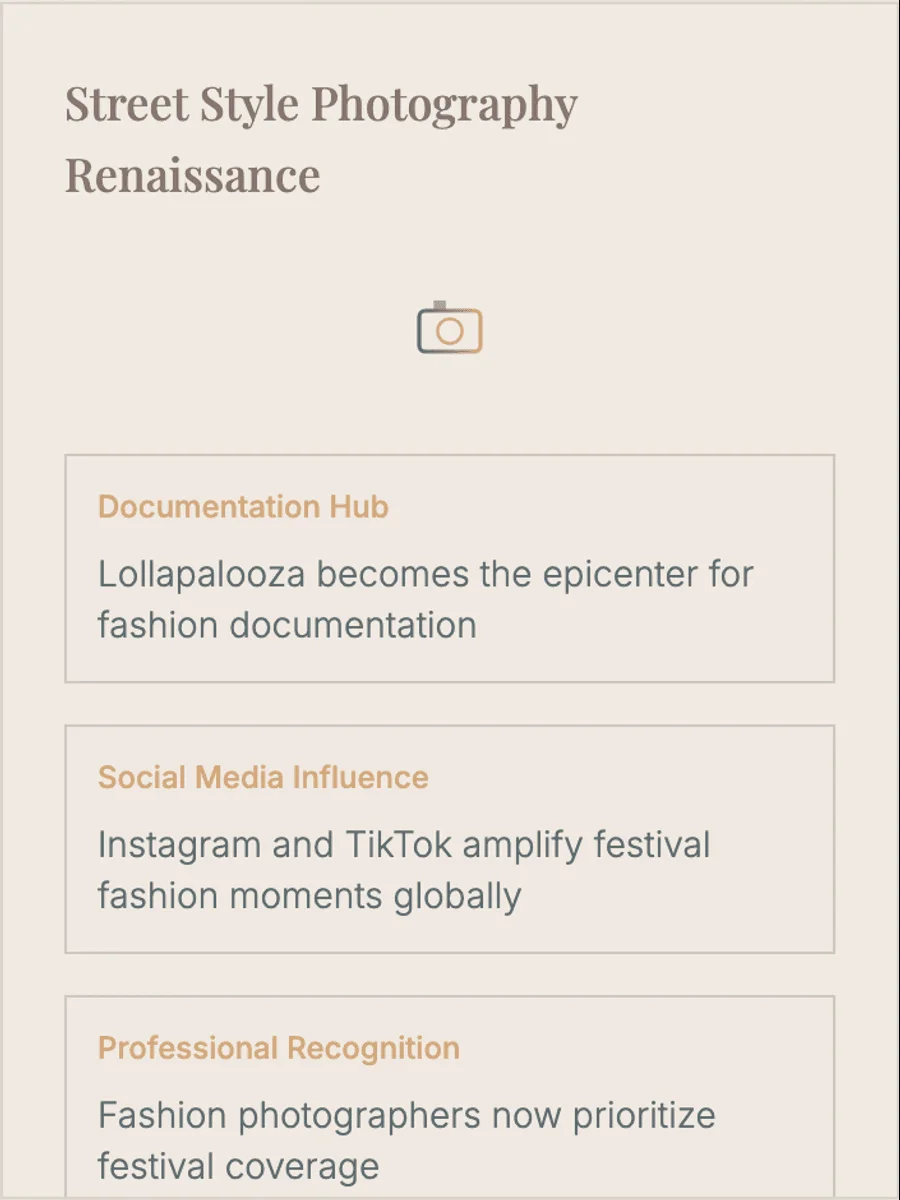 Street Style Photography
Renaissance
Documentation Hub
Lollapalooza becomes the epicenter for
fashion documentation
Social Media Influence
Instagram and TikTok amplify festival
fashion moments globally
Professional Recognition
Fashion photographers now prioritize
festival coverage